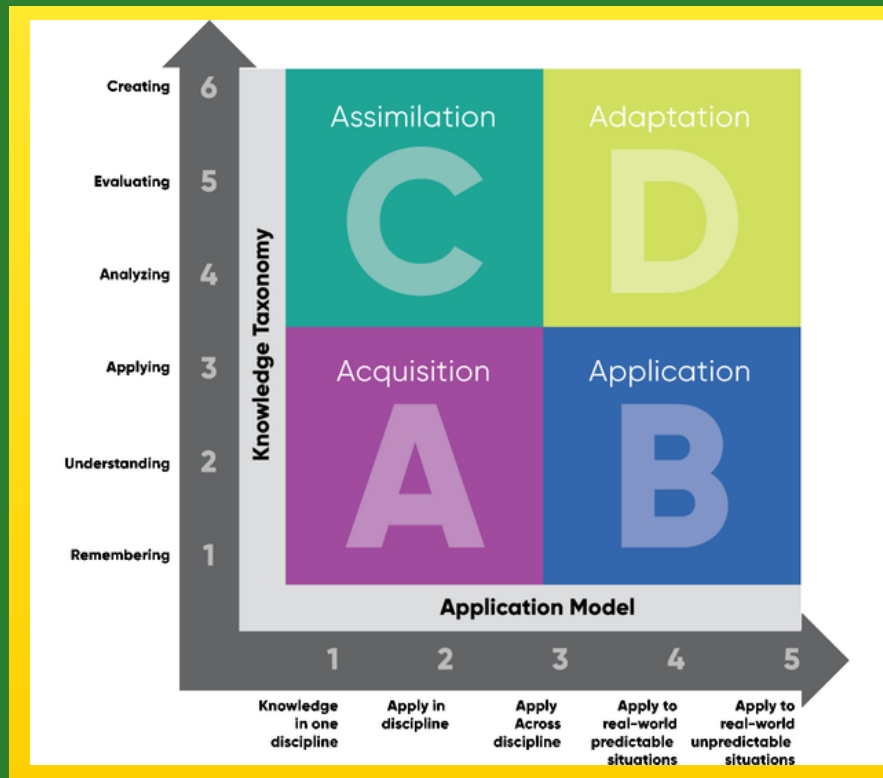 Creating 6
Evaluating 5
Analyzing 4
Applying 3
Understanding 2
Remembering 1
Knowledge Taxonomy
Assimilation
C
Adaptation
D
Acquisition
A
Application
B
Application Model
1 2 3 4 5
Knowledge
in one
discipline
Apply in
discipline
Apply
Across
discipline
Apply to
real-world
predictable
situations
Apply to
real-world
unpredictable
situations